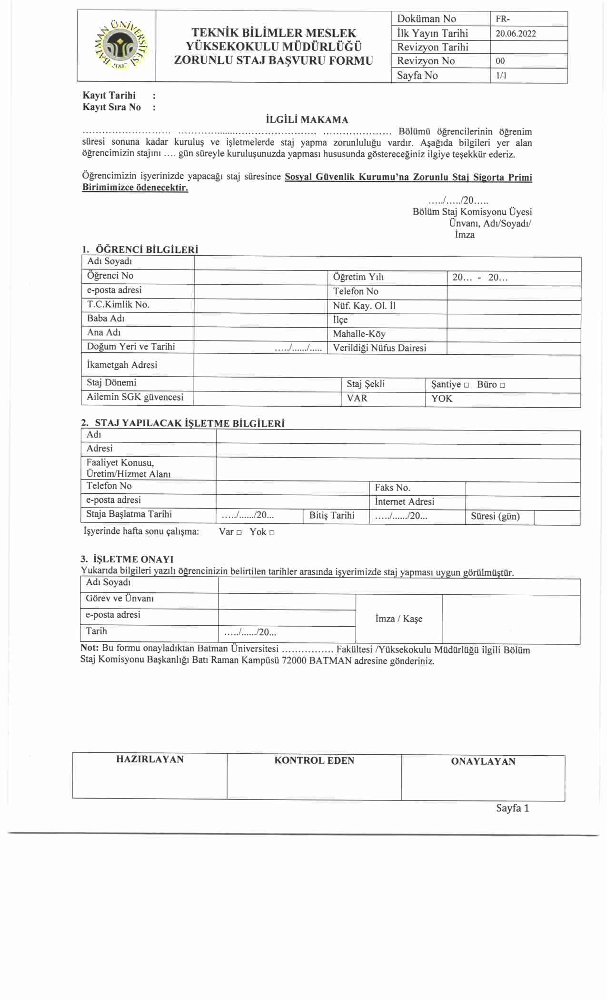 BATMAN ÜNİVERSİTESİ
2007
TEKNİK BİLİMLER MESLEK
YÜKSEKOKULU MÜDÜRLÜĞÜ
ZORUNLU STAJ BAŞVURU FORMU
Doküman No FR-
İlk Yayın Tarihi 20.06.2022
Revizyon Tarihi
Revizyon No 00
Sayfa No 1/1
Kayıt Tarihi :
Kayıt Sıra No :
İLGİLİ MAKAMA
........................... .......................................... ..................... Bölümü öğrencilerinin öğrenim
süresi sonuna kadar kuruluş ve işletmelerde staj yapma zorunluluğu vardır. Aşağıda bilgileri yer alan
öğrencimizin stajını .... gün süreyle kuruluşunuzda yapması hususunda göstereceğiniz ilgiye teşekkür ederiz.
Öğrencimizin işyerinizde yapacağı staj süresince Sosyal Güvenlik Kurumu'na Zorunlu Staj Sigorta Primi
Birimimizce ödenecektir.
...../...../20.....
Bölüm Staj Komisyonu Üyesi
Ünvanı, Adı/Soyadı/
İmza
1. ÖĞRENCİ BİLGİLERİ
Adı Soyadı
Öğrenci No Öğretim Yılı 20... - 20...
e-posta adresi Telefon No
T.C.Kimlik No. Nüf. Kay. Ol. İl
Baba Adı İlçe
Ana Adı Mahalle-Köy
Doğum Yeri ve Tarihi ...../....../..... Verildiği Nüfus Dairesi
İkametgah Adresi
Staj Dönemi Staj Şekli Şantiye □ Büro □
Ailemin SGK güvencesi VAR YOK
2. STAJ YAPILACAK İŞLETME BİLGİLERİ
Adı
Adresi
Faaliyet Konusu,
Üretim/Hizmet Alanı
Telefon No Faks No.
e-posta adresi İnternet Adresi
Staja Başlatma Tarihi ...../....../20... Bitiş Tarihi ...../....../20... Süresi (gün)
İşyerinde hafta sonu çalışma: Var □ Yok □
3. İŞLETME ONAYI
Yukarıda bilgileri yazılı öğrencinizin belirtilen tarihler arasında işyerimizde staj yapması uygun görülmüştür.
Adı Soyadı
Görev ve Ünvanı
e-posta adresi İmza / Kaşe
Tarih ...../....../20...
Not: Bu formu onayladıktan Batman Üniversitesi ................ Fakültesi /Yüksekokulu Müdürlüğü ilgili Bölüm
Staj Komisyonu Başkanlığı Batı Raman Kampüsü 72000 BATMAN adresine gönderiniz.
HAZIRLAYAN KONTROL EDEN ONAYLAYAN
Sayfa 1